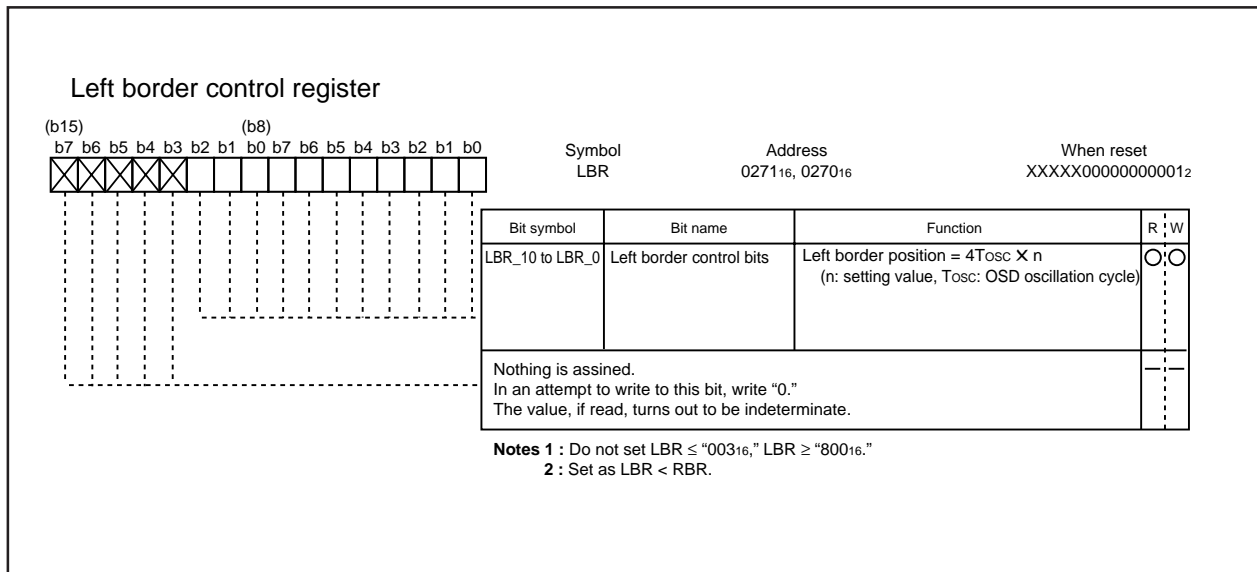 Left border control register
(b15) (b8)
b7 b6 b5 b4 b3 b2 b1 b0 b7 b6 b5 b4 b3 b2 b1 b0
Symbol Address When reset
LBR 0271₁₆, 0270₁₆ XXXXX00000000001₂
Bit symbol Bit name Function R W
LBR_10 to LBR_0 Left border control bits Left border position = 4Tosc X n
(n: setting value, Tosc: OSD oscillation cycle)
Nothing is assined.
In an attempt to write to this bit, write “0.”
The value, if read, turns out to be indeterminate.
Notes 1 : Do not set LBR ≤ “003₁₆,” LBR ≥ “800₁₆.”
2 : Set as LBR < RBR.